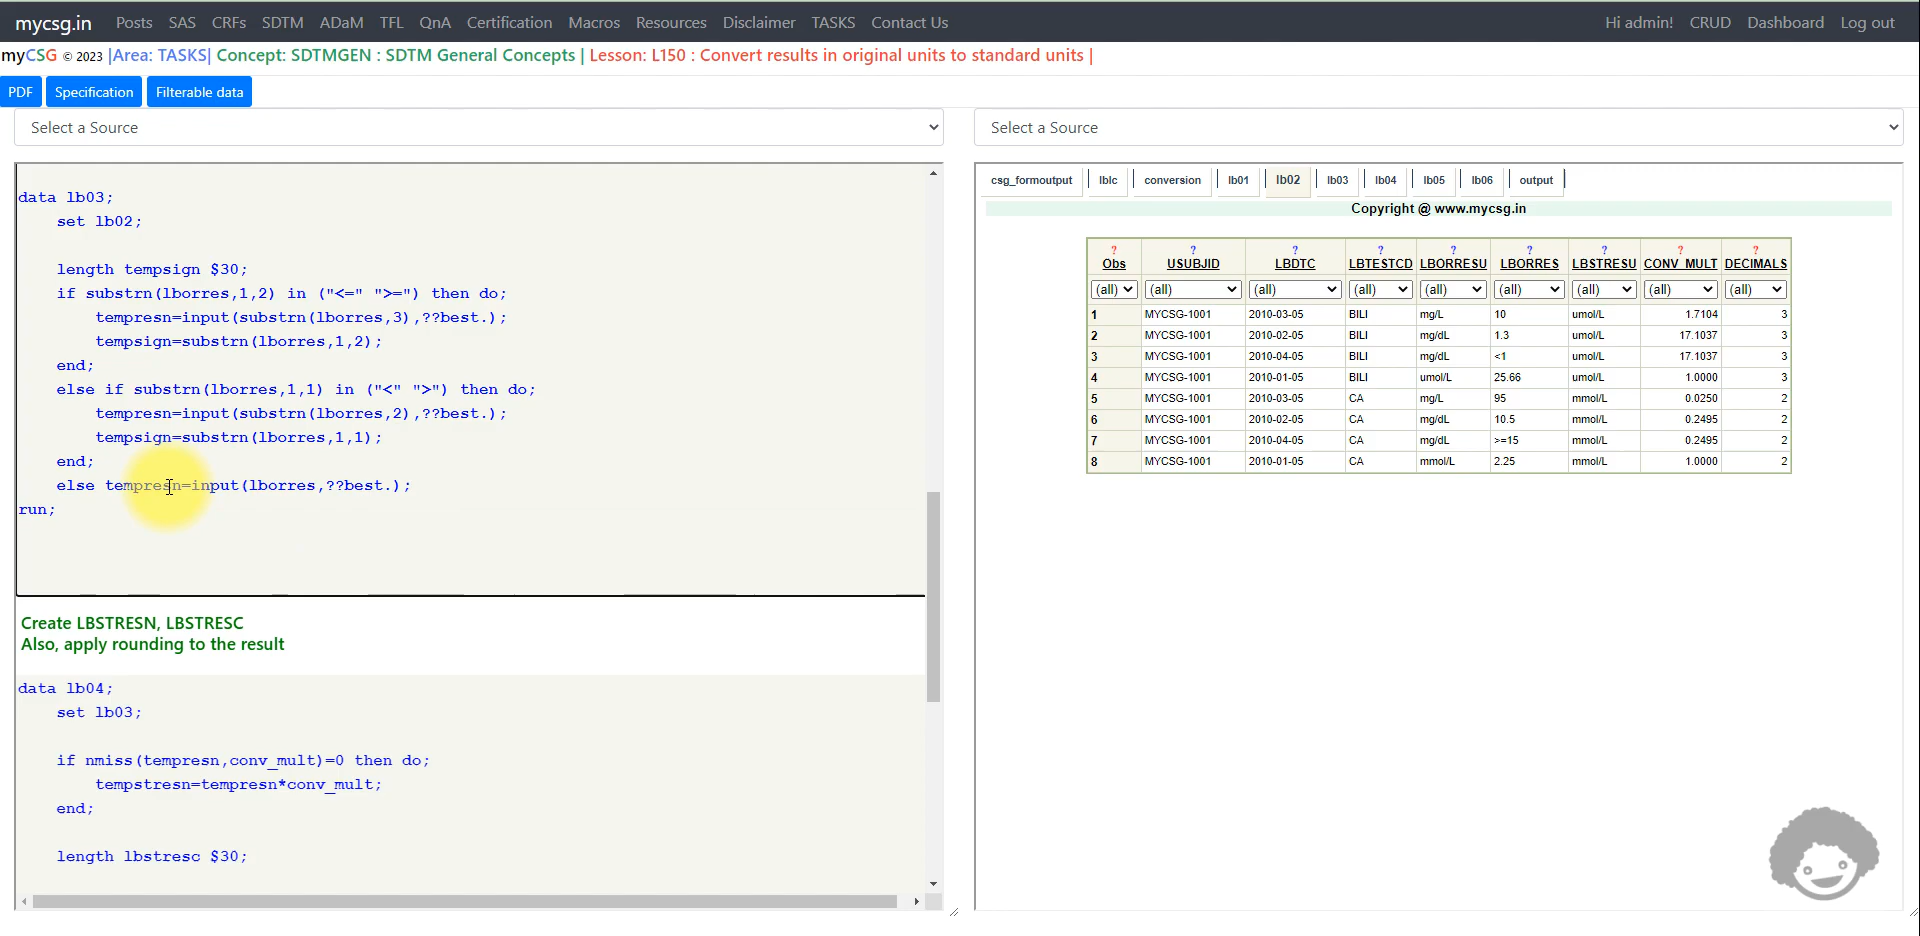 mycsg.in Posts SAS CRFs SDTM ADaM TFL QnA Certification Macros Resources Disclaimer TASKS Contact Us Hi admin! CRUD Dashboard Log out
myCSG © 2023 |Area: TASKS| Concept: SDTMGEN : SDTM General Concepts | Lesson: L150 : Convert results in original units to standard units |
PDF Specification Filterable data
Select a Source
data lb03;
set lb02;
length tempsign $30;
if substrn(lborres,1,2) in ("<=" ">=") then do;
tempresn=input(substrn(lborres,3),??best.);
tempsign=substrn(lborres,1,2);
end;
else if substrn(lborres,1,1) in ("<" ">") then do;
tempresn=input(substrn(lborres,2),??best.);
tempsign=substrn(lborres,1,1);
end;
else tempresn=input(lborres,??best.);
run;
Create LBSTRESN, LBSTRESC
Also, apply rounding to the result
data lb04;
set lb03;
if nmiss(tempresn,conv_mult)=0 then do;
tempstresn=tempresn*conv_mult;
end;
length lbstresc $30;
Select a Source
csg_formoutput lblc conversion lb01 lb02 lb03 lb04 lb05 lb06 output
Copyright @ www.mycsg.in
? ? ? ? ? ? ? ? ?
Obs USUBJID LBDTC LBTESTCD LBORRESU LBORRES LBSTRESU CONV_MULT DECIMALS
(all) (all) (all) (all) (all) (all) (all) (all) (all)
1 MYCSG-1001 2010-03-05 BILI mg/L 10 umol/L 1.7104 3
2 MYCSG-1001 2010-02-05 BILI mg/dL 1.3 umol/L 17.1037 3
3 MYCSG-1001 2010-04-05 BILI mg/dL <1 umol/L 17.1037 3
4 MYCSG-1001 2010-01-05 BILI umol/L 25.66 umol/L 1.0000 3
5 MYCSG-1001 2010-03-05 CA mg/L 95 mmol/L 0.0250 2
6 MYCSG-1001 2010-02-05 CA mg/dL 10.5 mmol/L 0.2495 2
7 MYCSG-1001 2010-04-05 CA mg/dL >=15 mmol/L 0.2495 2
8 MYCSG-1001 2010-01-05 CA mmol/L 2.25 mmol/L 1.0000 2